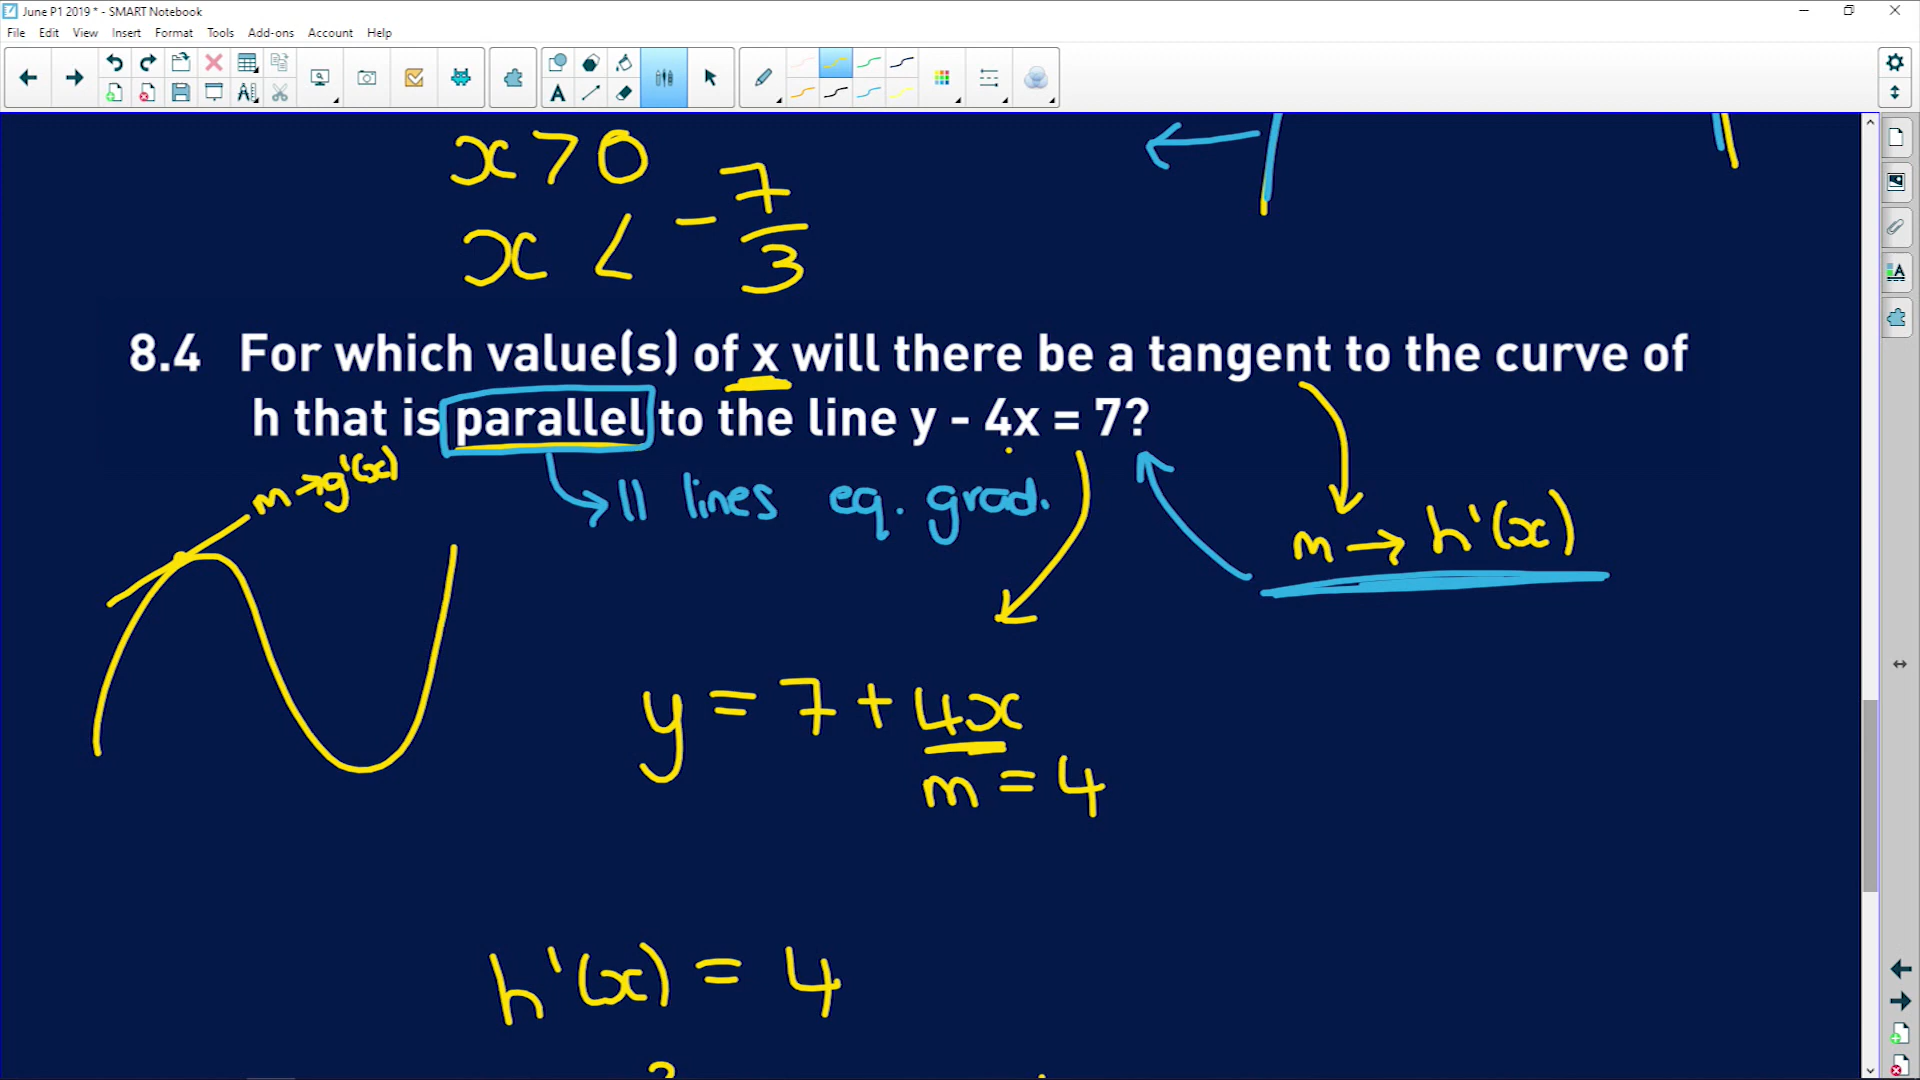 June P1 2019 * - SMART Notebook
File Edit View Insert Format Tools Add-ons Account Help
x > 0
x < - 7/3
8.4 For which value(s) of x will there be a tangent to the curve of
h that is parallel to the line y - 4x = 7?
m → g'(x)
→ || lines eq. grad.
m → h'(x)
y = 7 + 4x
m = 4
h'(x) = 4